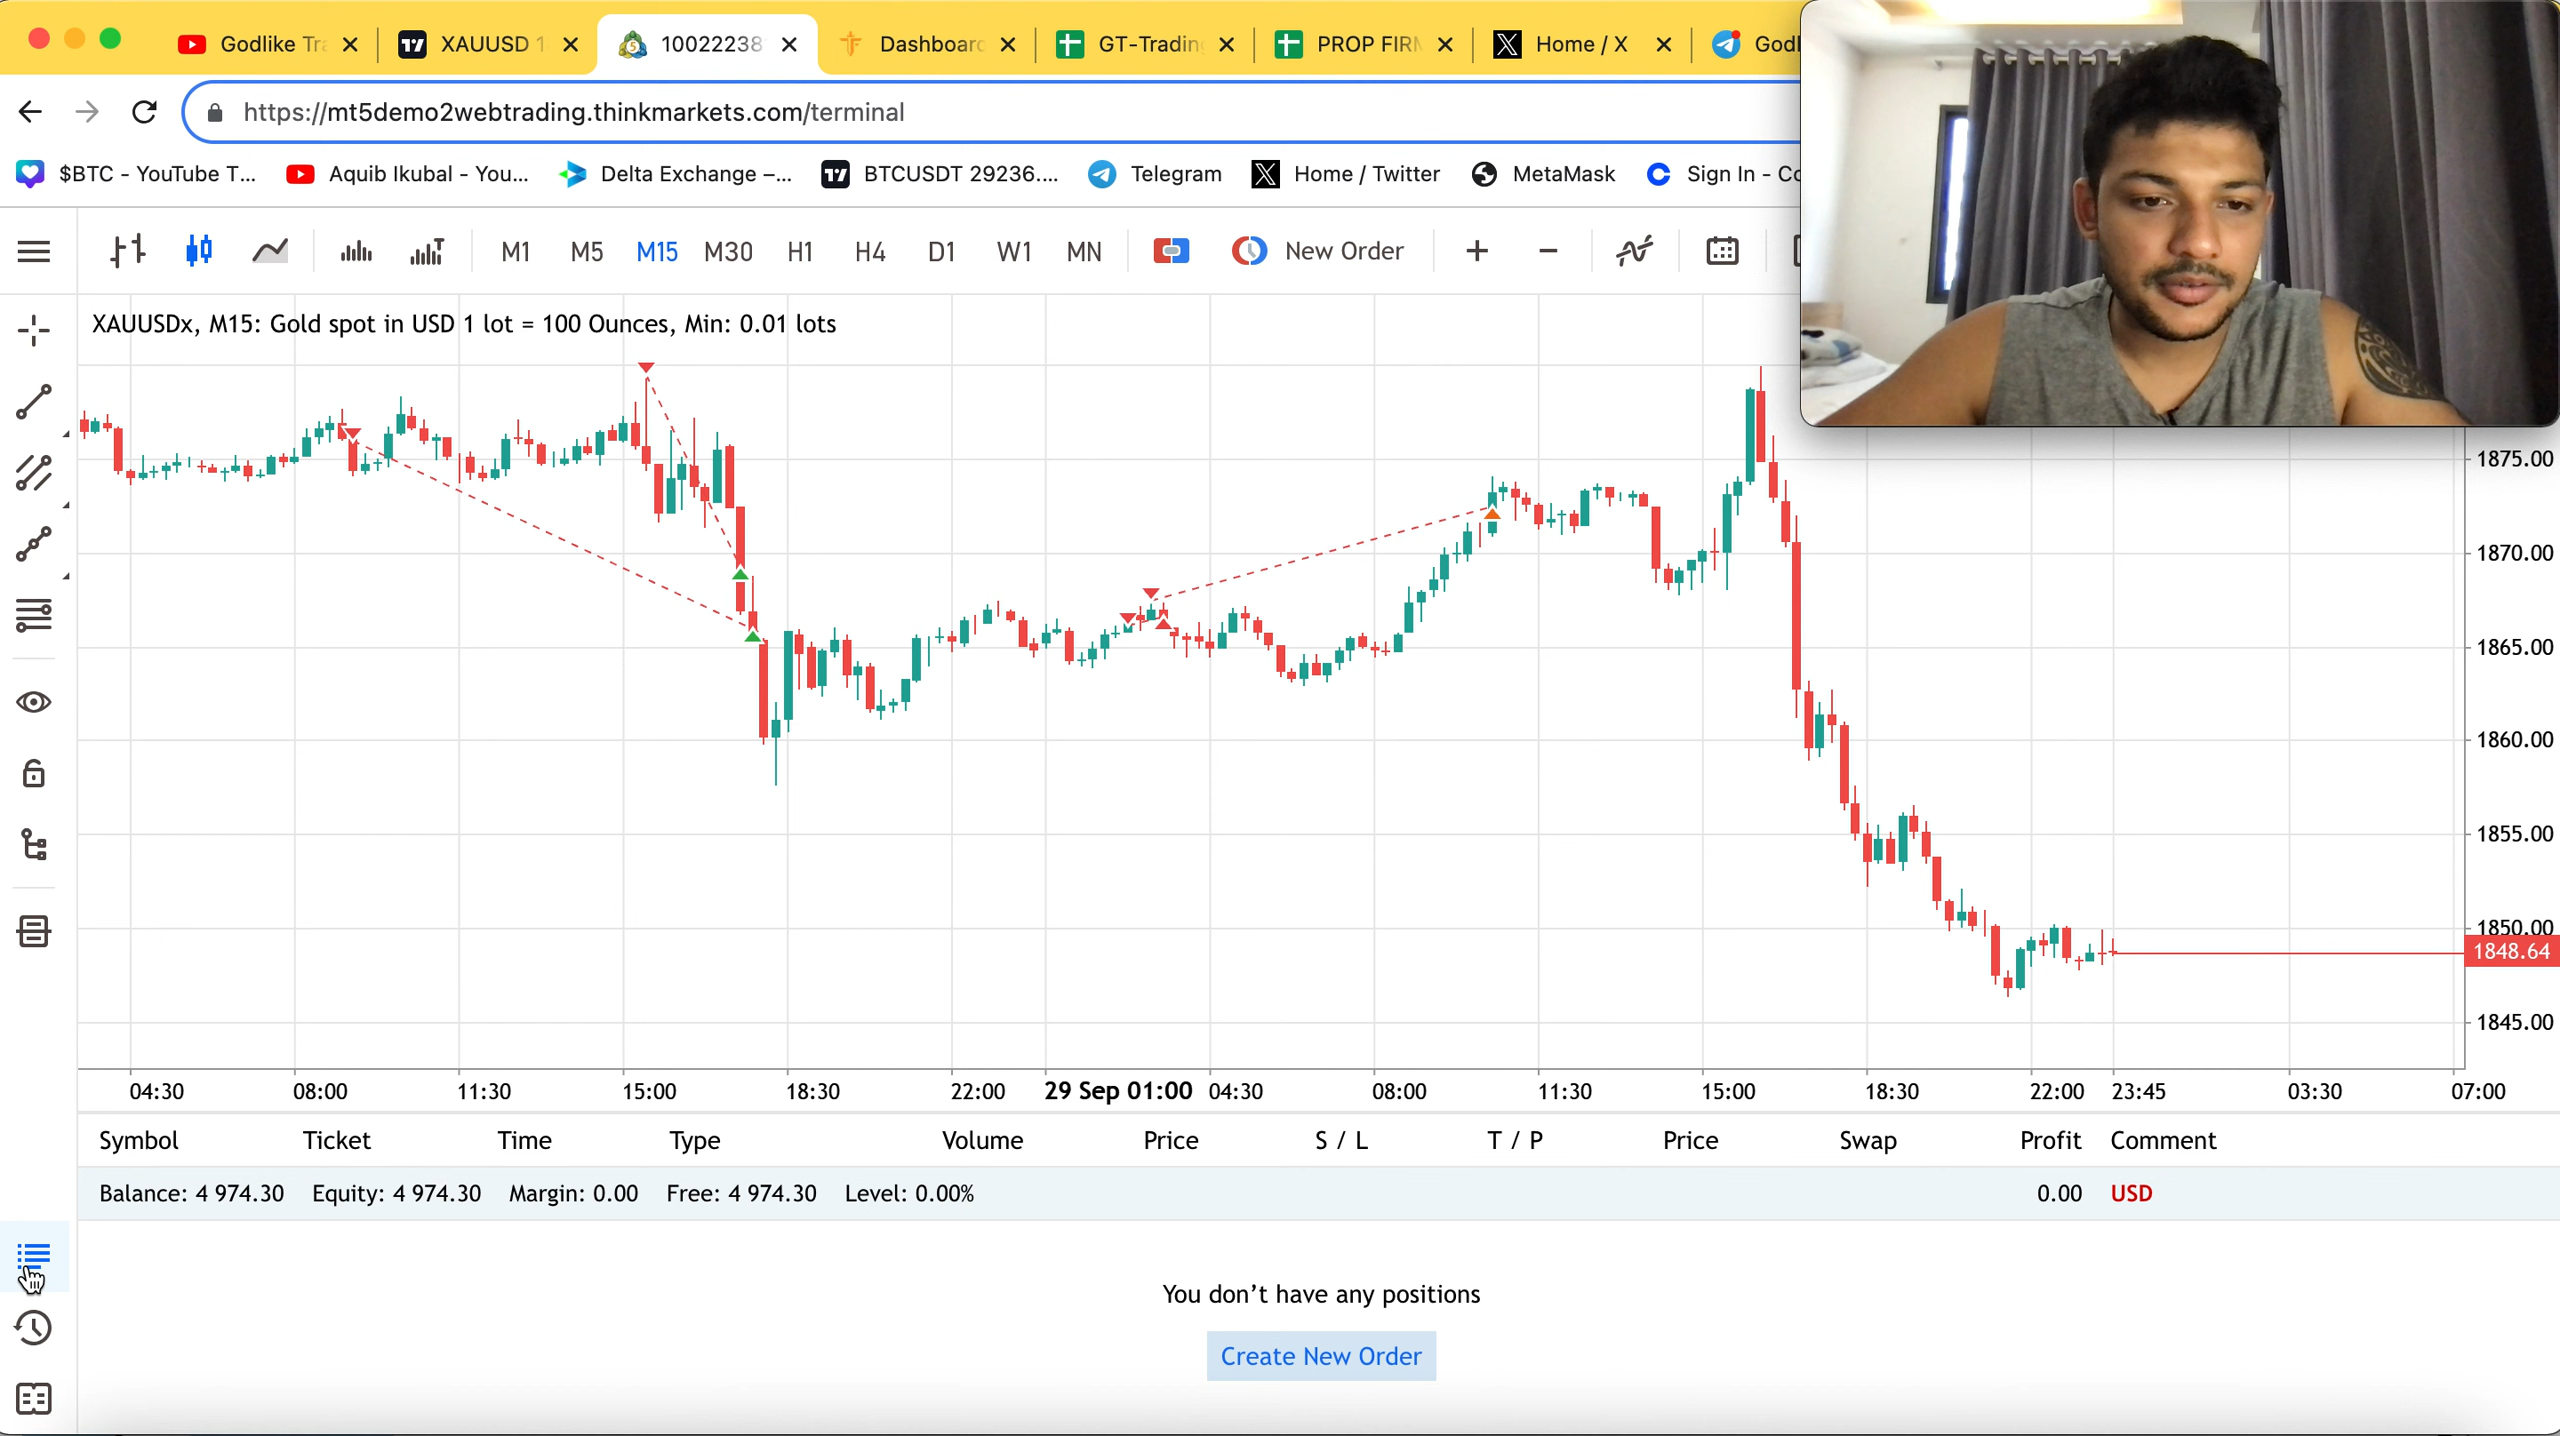 Godlike Tra
XAUUSD 1
10022238
Dashboard
GT-Trading
PROP FIRM
Home / X
Godl
https://mt5demo2webtrading.thinkmarkets.com/terminal
$BTC - YouTube T...
Aquib Ikubal - You...
Delta Exchange –...
BTCUSDT 29236....
Telegram
Home / Twitter
MetaMask
Sign In - Co
M1 M5 M15 M30 H1 H4 D1 W1 MN New Order
XAUUSDx, M15: Gold spot in USD 1 lot = 100 Ounces, Min: 0.01 lots
1875.00
1870.00
1865.00
1860.00
1855.00
1850.00
1848.64
1845.00
04:30 08:00 11:30 15:00 18:30 22:00 29 Sep 01:00 04:30 08:00 11:30 15:00 18:30 22:00 23:45 03:30 07:00
Symbol Ticket Time Type Volume Price S / L T / P Price Swap Profit Comment
Balance: 4 974.30 Equity: 4 974.30 Margin: 0.00 Free: 4 974.30 Level: 0.00% 0.00 USD
You don’t have any positions
Create New Order